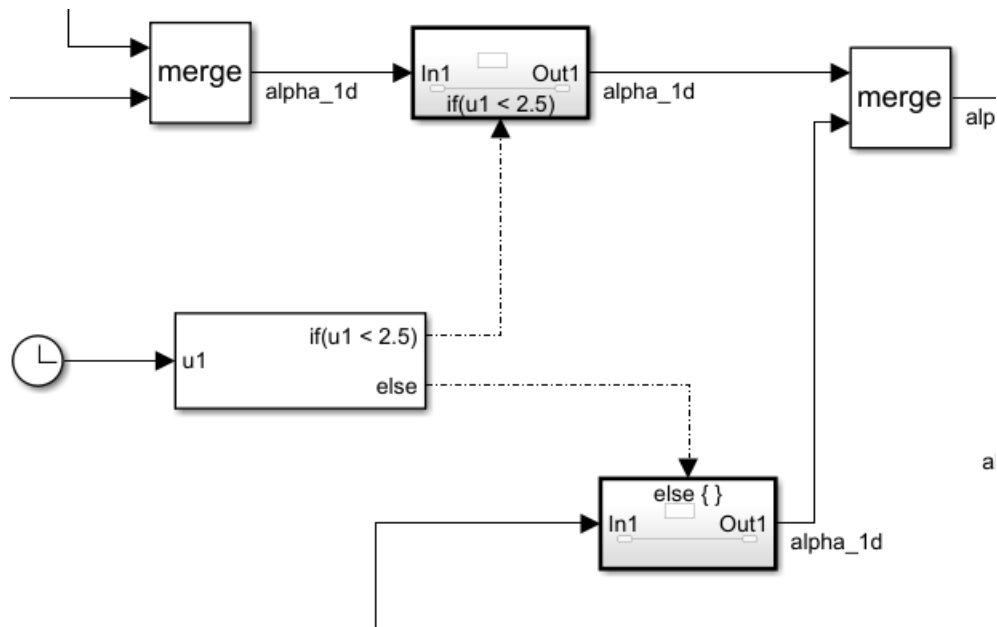 merge
alpha_1d
In1
Out1
if(u1 < 2.5)
alpha_1d
merge
alp
u1
if(u1 < 2.5)
else
else { }
In1
Out1
alpha_1d
al